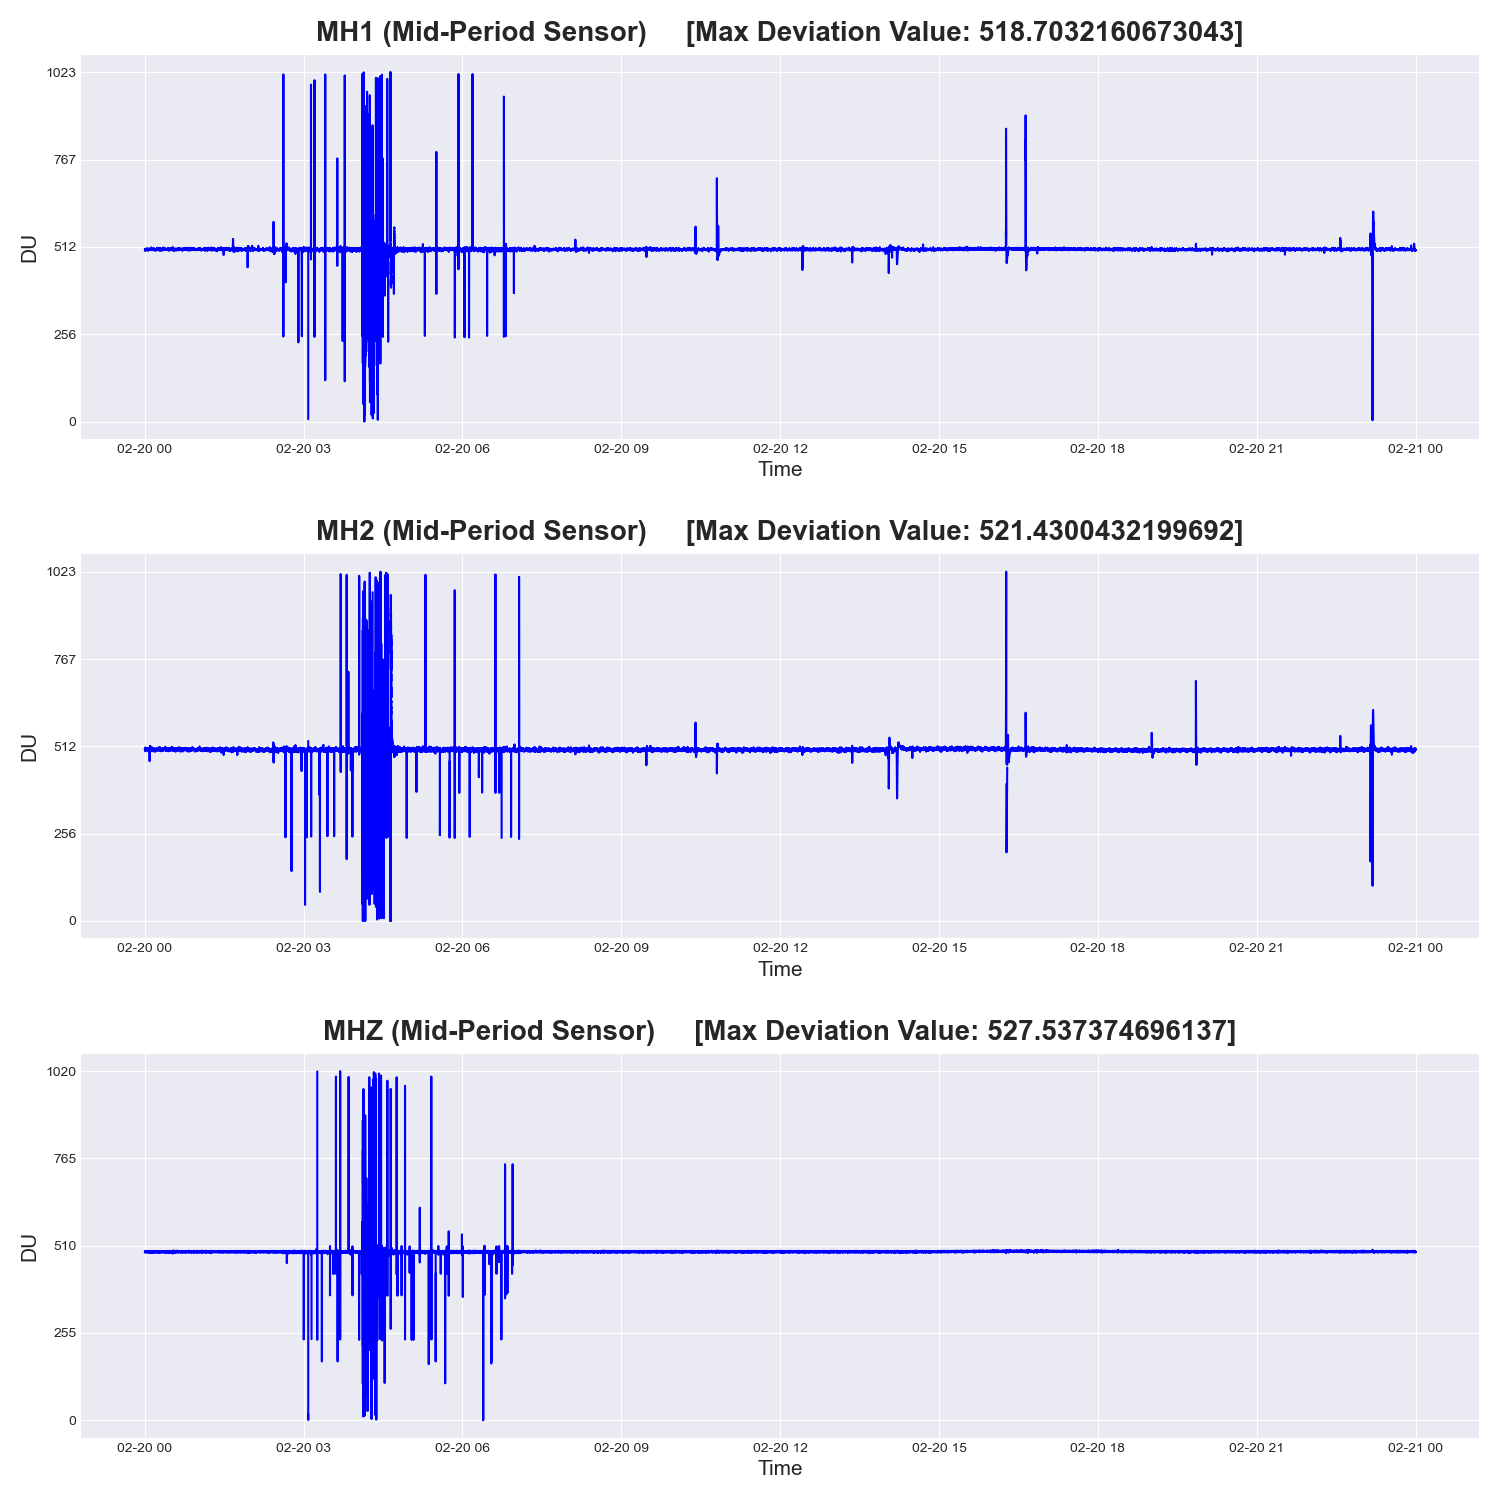 MH1 (Mid-Period Sensor) [Max Deviation Value: 518.7032160673043]
1023
767
512
256
0
DU
02-20 00 02-20 03 02-20 06 02-20 09 02-20 12 02-20 15 02-20 18 02-20 21 02-21 00
Time
MH2 (Mid-Period Sensor) [Max Deviation Value: 521.4300432199692]
1023
767
512
256
0
DU
02-20 00 02-20 03 02-20 06 02-20 09 02-20 12 02-20 15 02-20 18 02-20 21 02-21 00
Time
MHZ (Mid-Period Sensor) [Max Deviation Value: 527.537374696137]
1020
765
510
255
0
DU
02-20 00 02-20 03 02-20 06 02-20 09 02-20 12 02-20 15 02-20 18 02-20 21 02-21 00
Time